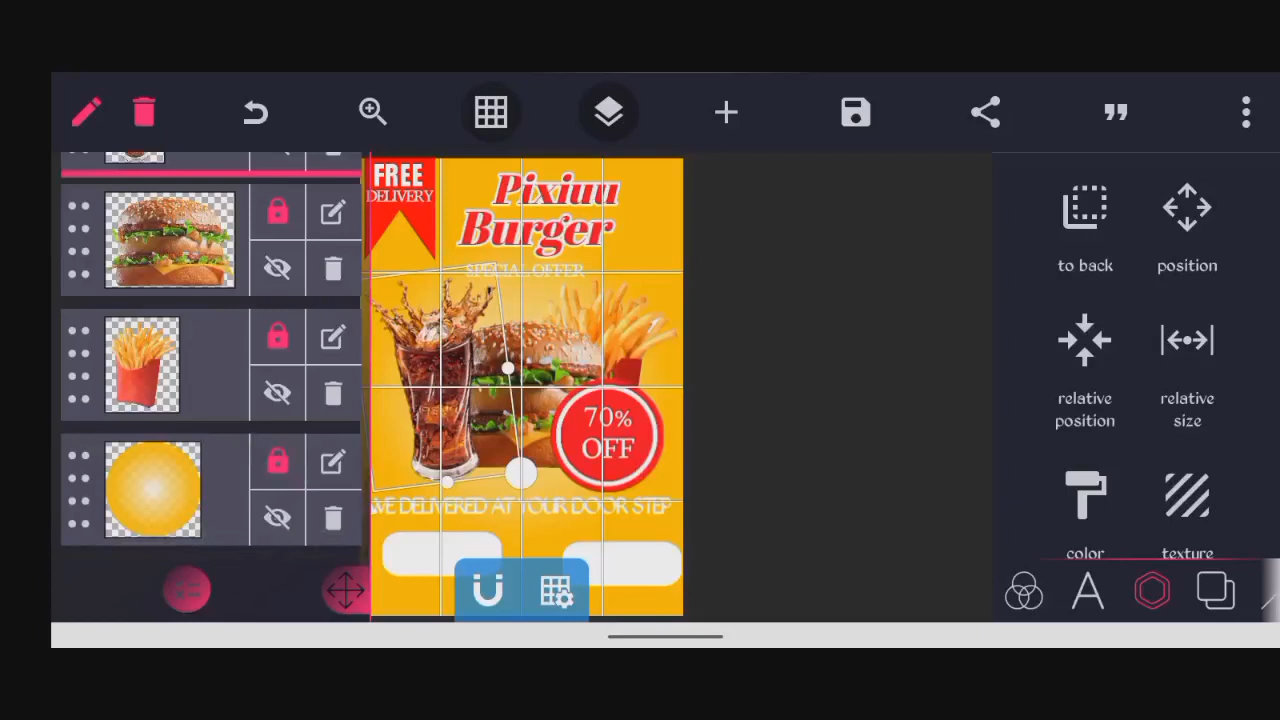 FREE
DELIVERY
Pixiuu
Burger
SPECIAL OFFER
70%
OFF
WE DELIVERED AT YOUR DOOR STEP
to back
position
relative
position
relative
size
color
texture